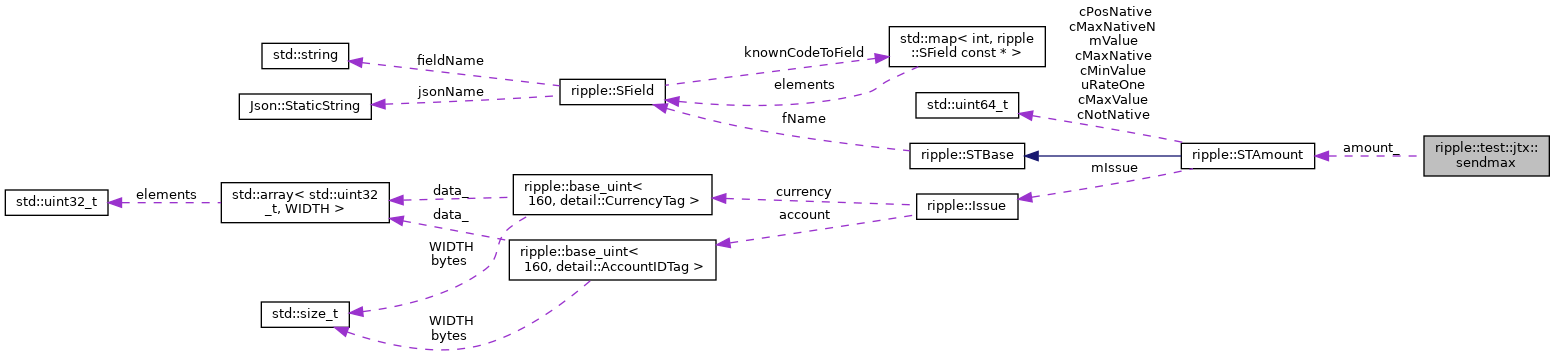 cPosNative
cMaxNativeN
mValue
cMaxNative
cMinValue
uRateOne
cMaxValue
cNotNative
std::string
fieldName
knownCodeToField
std::map< int, ripple
::SField const * >
elements
Json::StaticString
jsonName
ripple::SField
std::uint64_t
fName
ripple::STBase
ripple::STAmount
amount_
ripple::test::jtx::
sendmax
mIssue
std::uint32_t
elements
std::array< std::uint32
_t, WIDTH >
data_
data_
ripple::base_uint<
160, detail::CurrencyTag >
currency
account
ripple::Issue
WIDTH
bytes
ripple::base_uint<
160, detail::AccountIDTag >
std::size_t
WIDTH
bytes